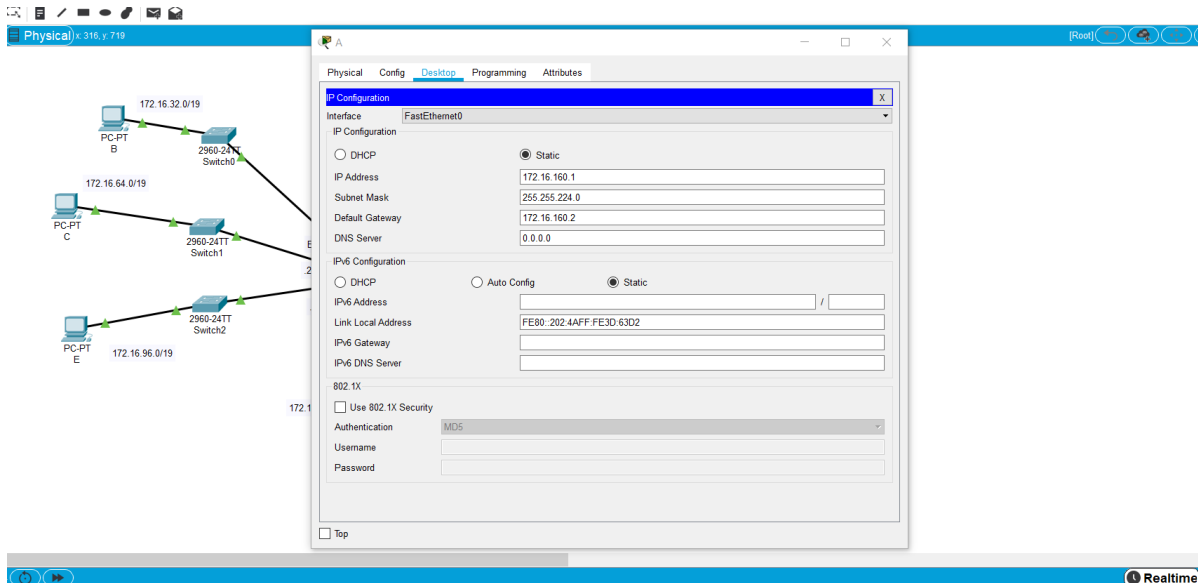 Physical x: 316, y: 719
[Root]
A
Physical Config Desktop Programming Attributes
IP Configuration X
Interface FastEthernet0
IP Configuration
DHCP Static
IP Address 172.16.160.1
Subnet Mask 255.255.224.0
Default Gateway 172.16.160.2
DNS Server 0.0.0.0
IPv6 Configuration
DHCP Auto Config Static
IPv6 Address /
Link Local Address FE80::202:4AFF:FE3D:63D2
IPv6 Gateway
IPv6 DNS Server
802.1X
Use 802.1X Security
Authentication MD5
Username
Password
Top
172.16.32.0/19
PC-PT
B
2960-24TT
Switch0
172.16.64.0/19
PC-PT
C
2960-24TT
Switch1
2960-24TT
Switch2
PC-PT
E
172.16.96.0/19
172.1
Realtime